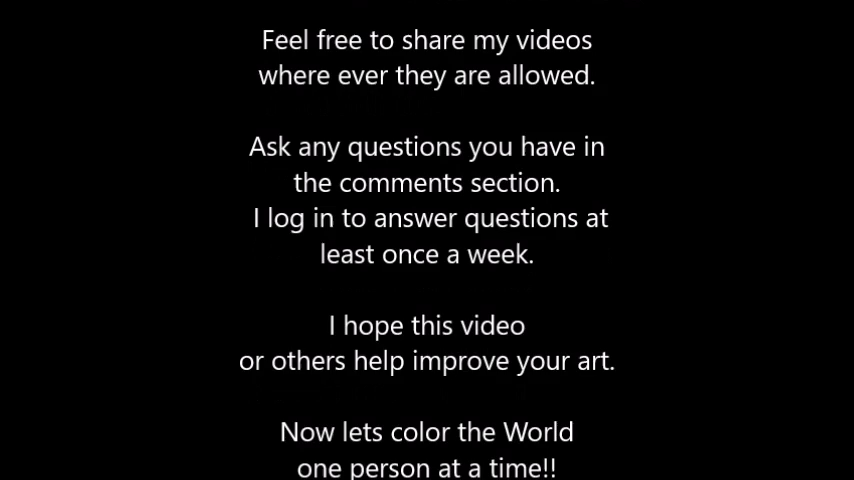 Feel free to share my videos
where ever they are allowed.
Ask any questions you have in
the comments section.
I log in to answer questions at
least once a week.
I hope this video
or others help improve your art.
Now lets color the World
one person at a time!!